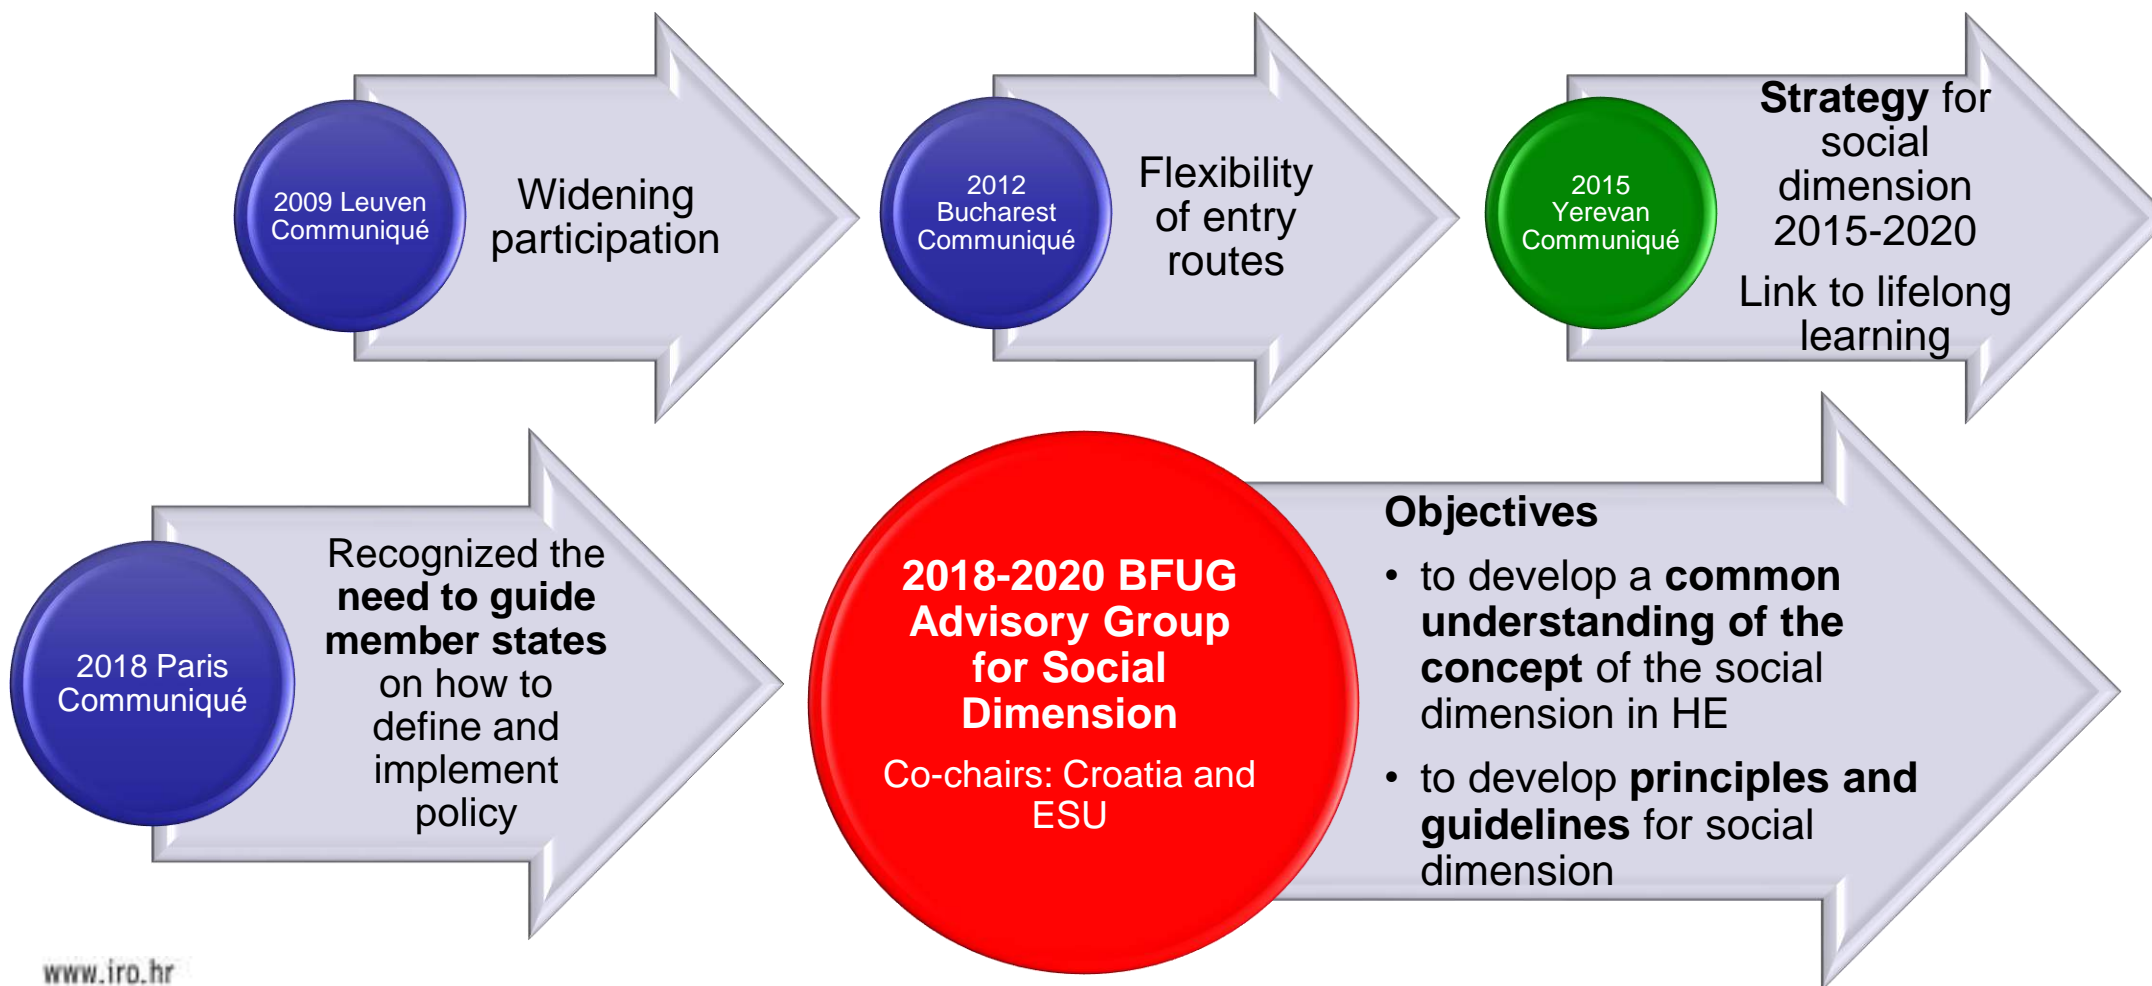 2009 Leuven
Communiqué
Widening
participation
2012
Bucharest
Communiqué
Flexibility
of entry
routes
2015
Yerevan
Communiqué
Strategy for
social
dimension
2015-2020
Link to lifelong
learning
2018 Paris
Communiqué
Recognized the
need to guide
member states
on how to
define and
implement
policy
2018-2020 BFUG
Advisory Group
for Social
Dimension
Co-chairs: Croatia and
ESU
Objectives
• to develop a common
understanding of the
concept of the social
dimension in HE
• to develop principles and
guidelines for social
dimension
www.iro.hr